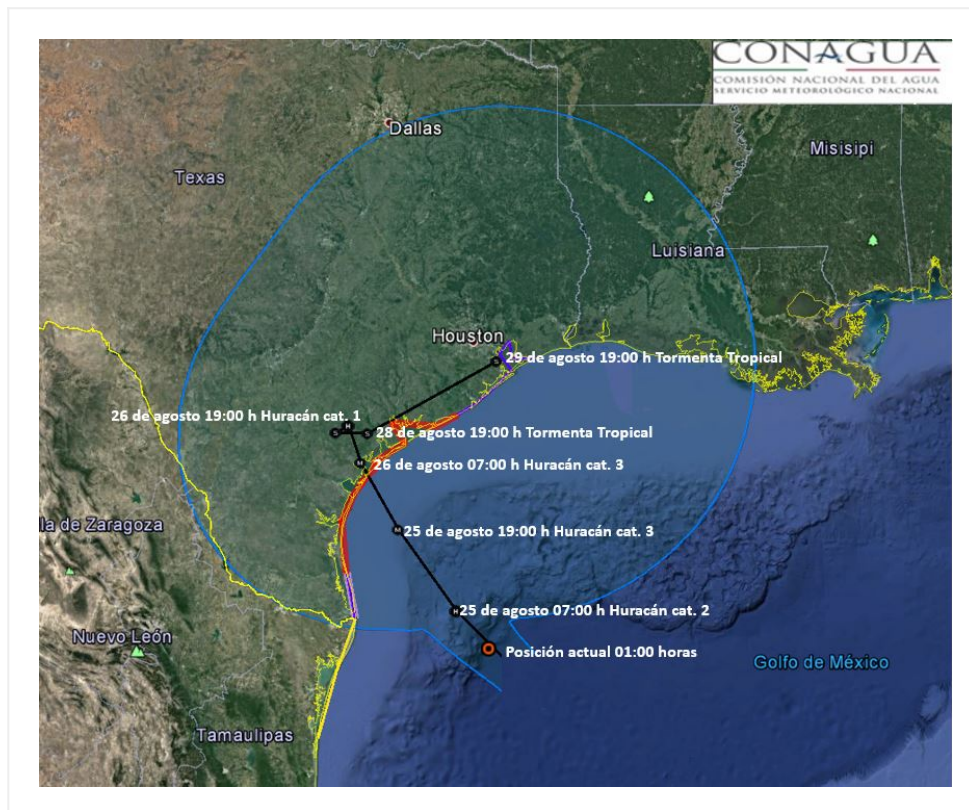 CONAGUA
COMISIÓN NACIONAL DEL AGUA
SERVICIO METEOROLÓGICO NACIONAL
Dallas
Misisipi
Texas
Luisiana
Houston
29 de agosto 19:00 h Tormenta Tropical
26 de agosto 19:00 h Huracán cat. 1
28 de agosto 19:00 h Tormenta Tropical
26 de agosto 07:00 h Huracán cat. 3
la de Zaragoza
25 de agosto 19:00 h Huracán cat. 3
25 de agosto 07:00 h Huracán cat. 2
Nuevo León
Posición actual 01:00 horas
Golfo de México
Tamaulipas